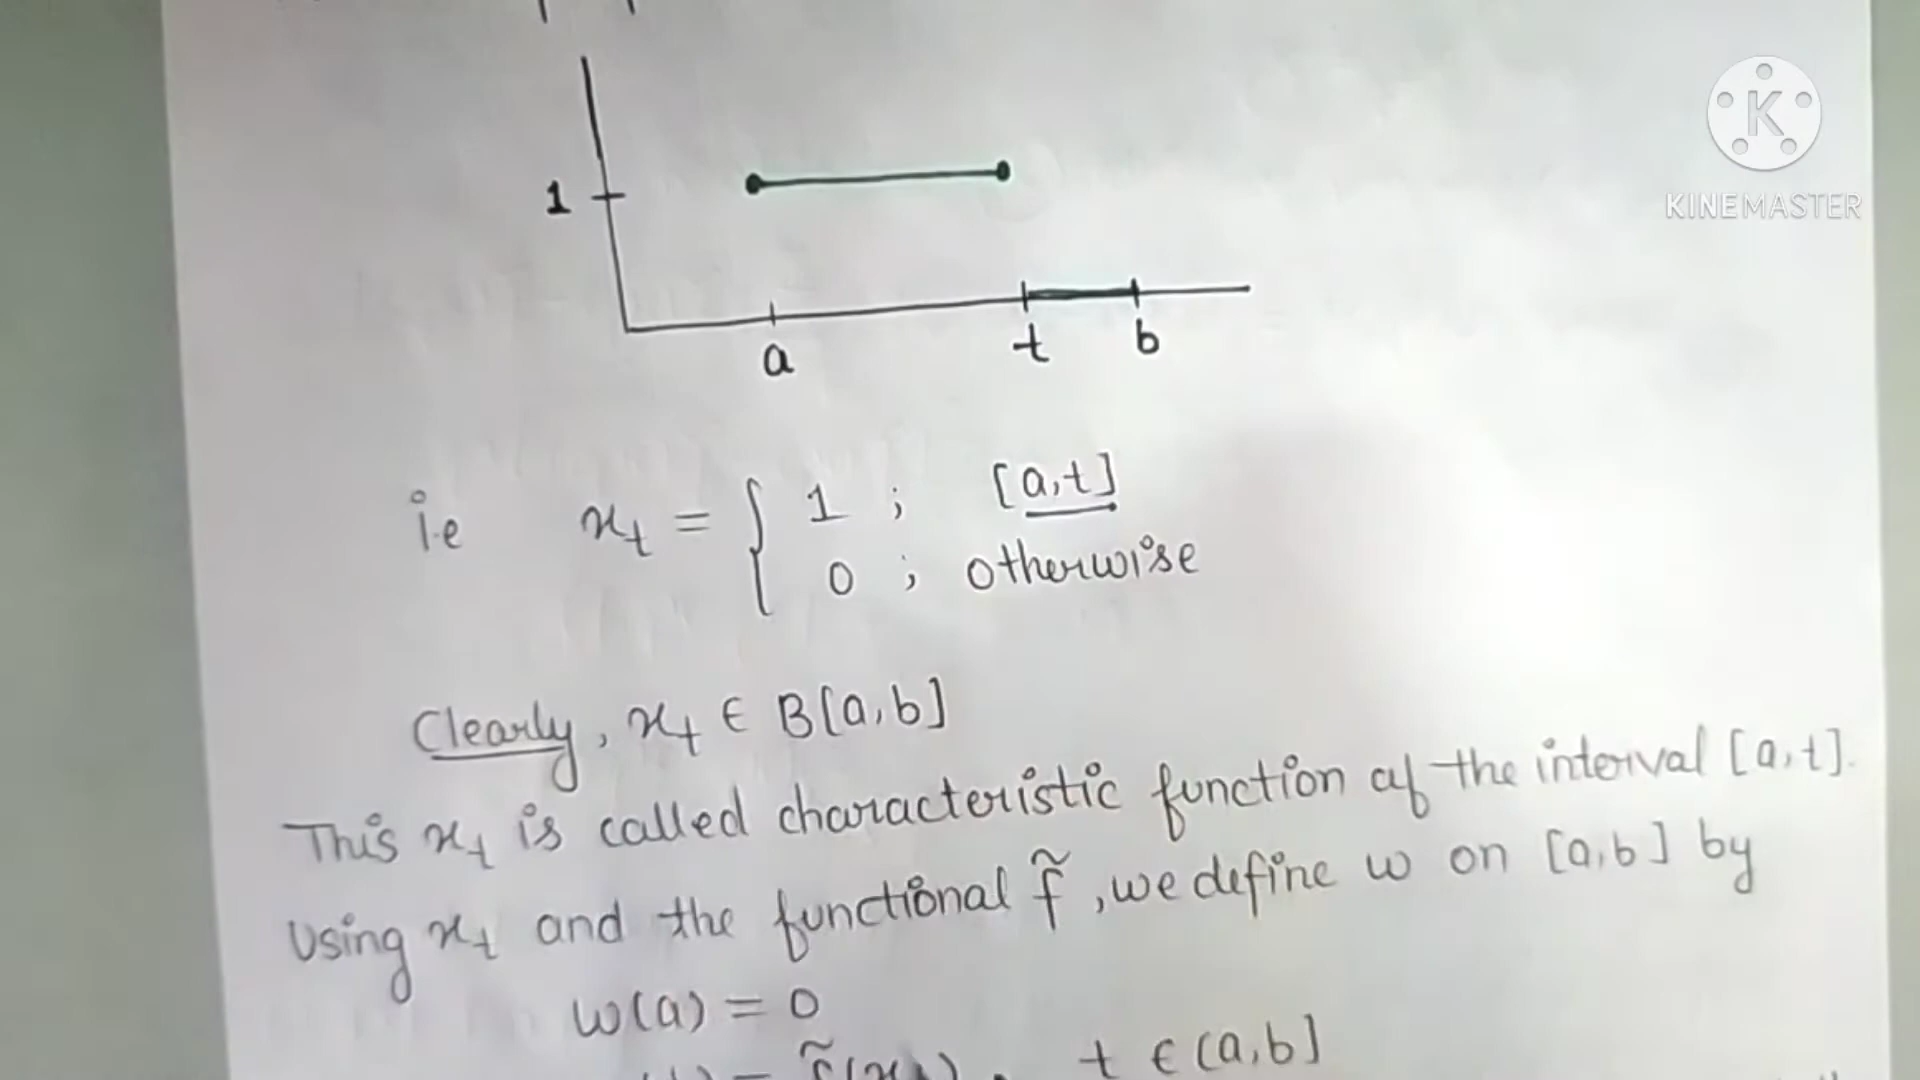 K
KINEMASTER
1
a t b
i.e x_t = { 1 ; [a,t]
0 ; otherwise
Clearly, x_t ∈ B[a,b]
This x_t is called characteristic function of the interval [a,t].
Using x_t and the functional f̃, we define w on [a,b] by
w(a) = 0
t ∈ (a,b]